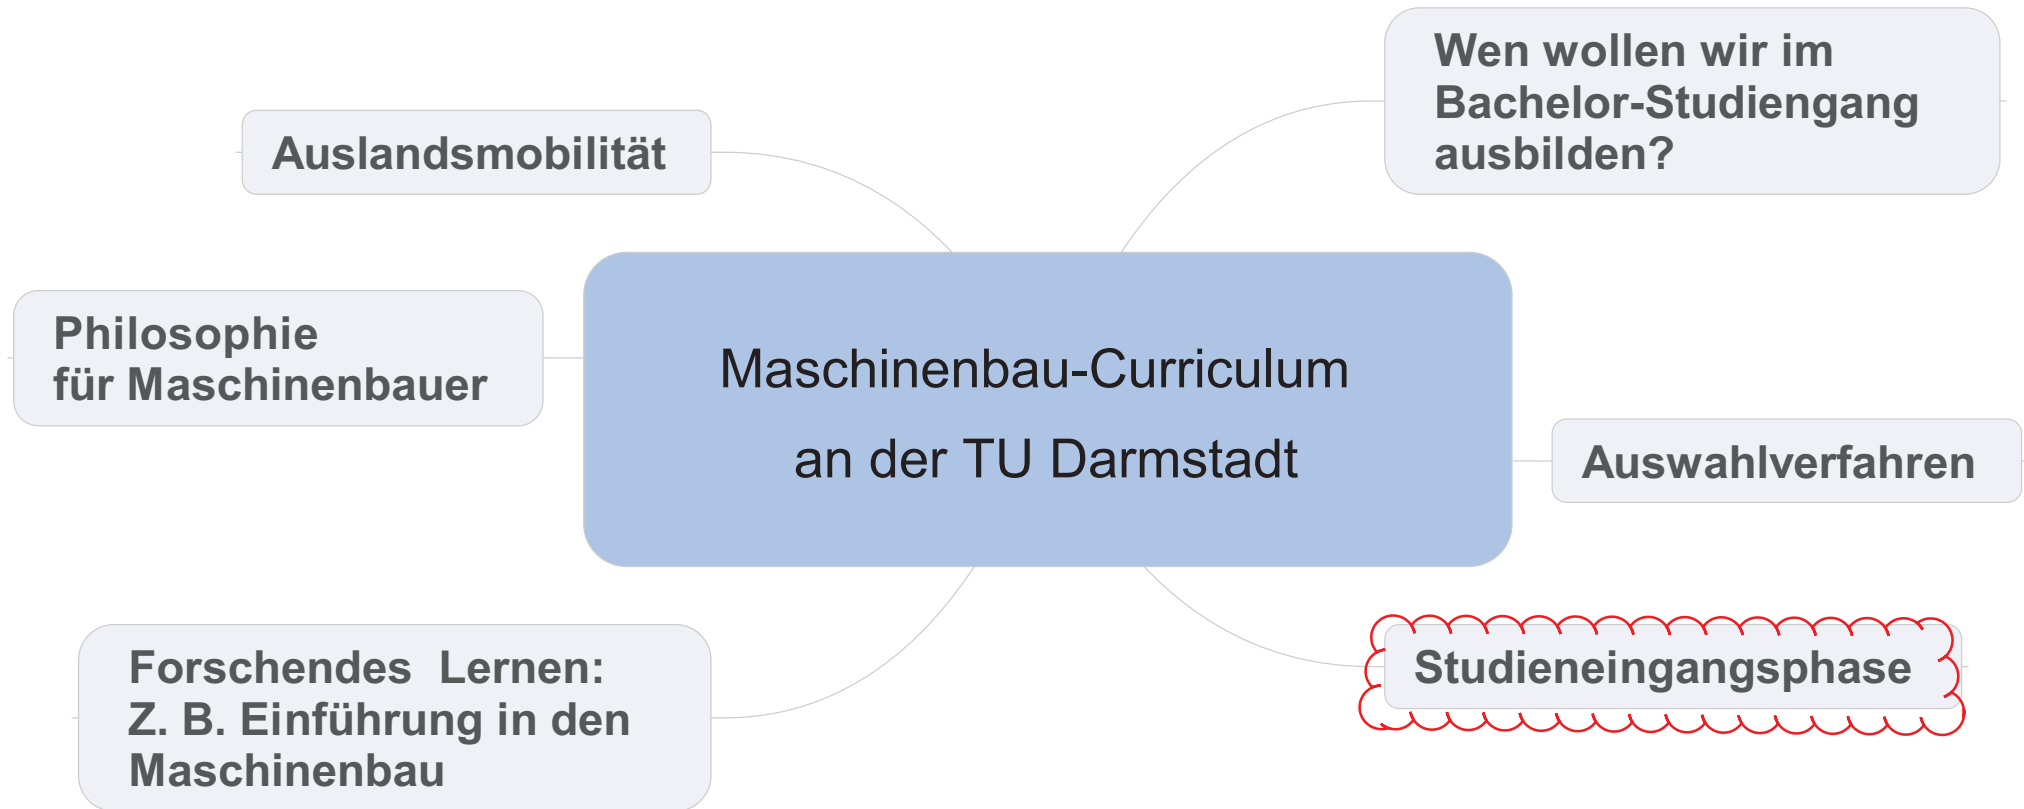 Wen wollen wir im
Bachelor-Studiengang
ausbilden?
Auslandsmobilität
Philosophie
für Maschinenbauer
Maschinenbau-Curriculum
an der TU Darmstadt
Auswahlverfahren
Studieneingangsphase
Forschendes  Lernen:
Z. B. Einführung in den
Maschinenbau